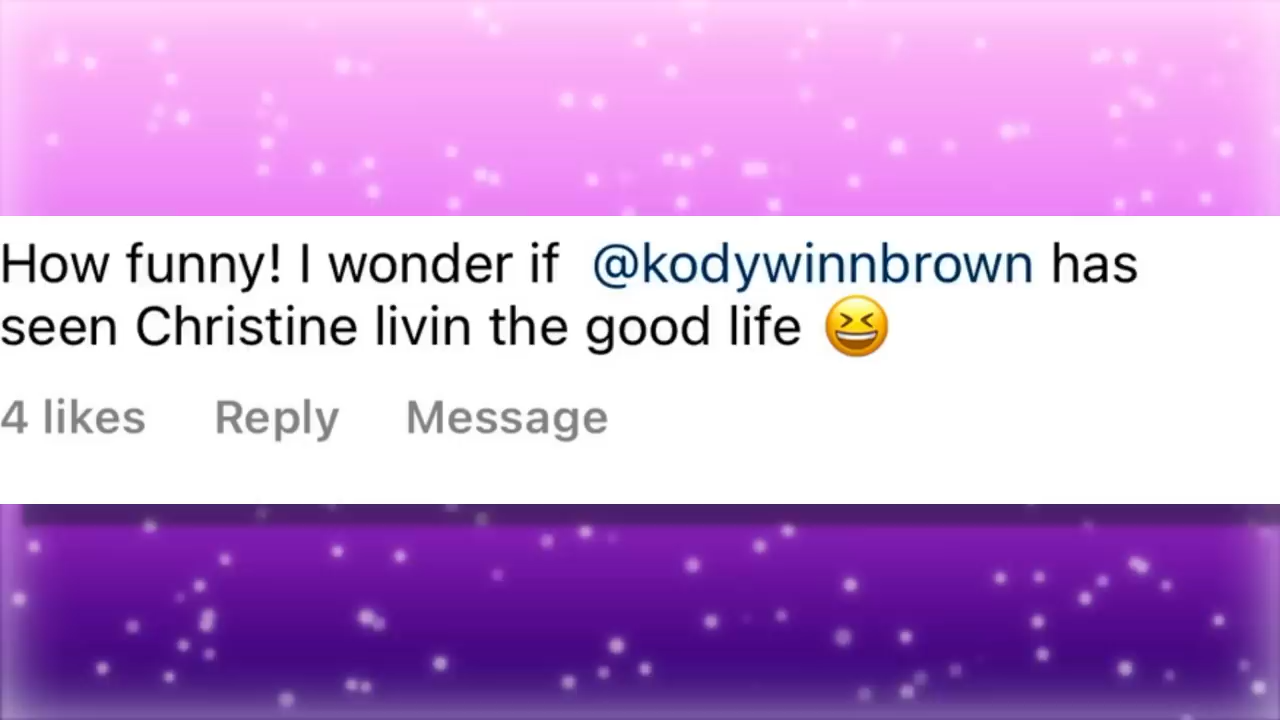 How funny! I wonder if @kodywinnbrown has
seen Christine livin the good life 😆
4 likes Reply Message